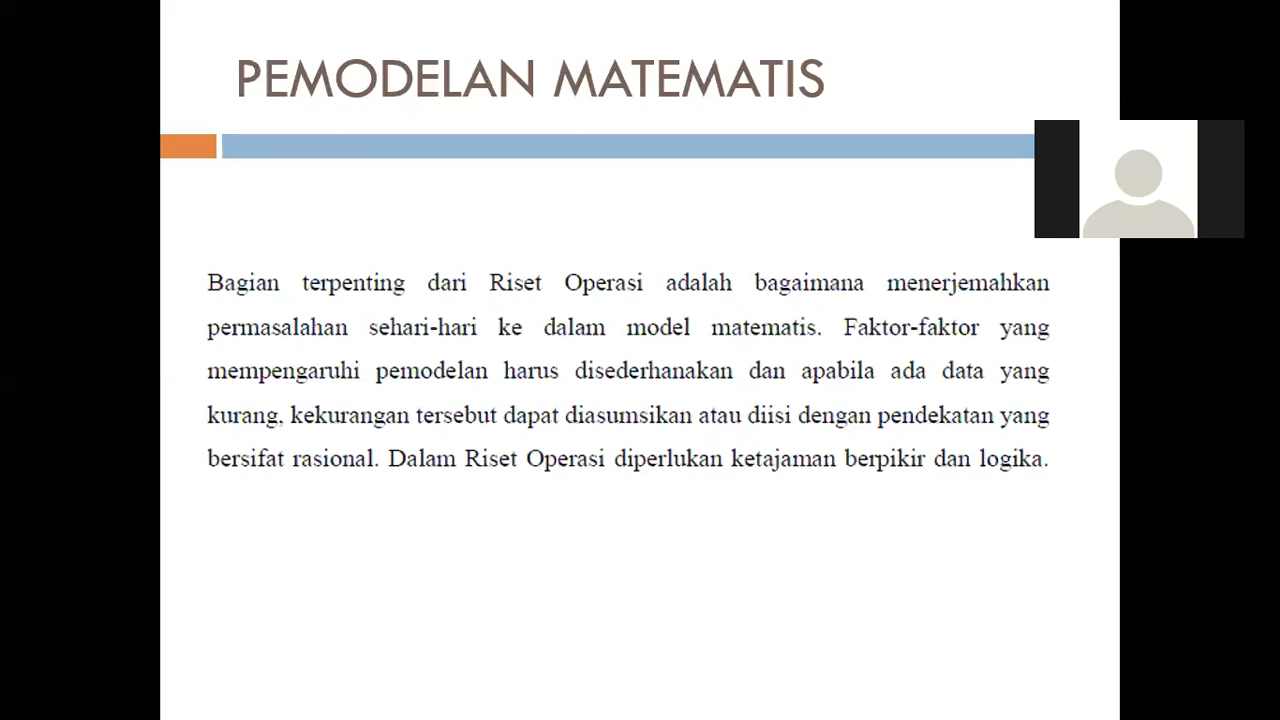 PEMODELAN MATEMATIS
Bagian terpenting dari Riset Operasi adalah bagaimana menerjemahkan
permasalahan sehari-hari ke dalam model matematis. Faktor-faktor yang
mempengaruhi pemodelan harus disederhanakan dan apabila ada data yang
kurang, kekurangan tersebut dapat diasumsikan atau diisi dengan pendekatan yang
bersifat rasional. Dalam Riset Operasi diperlukan ketajaman berpikir dan logika.